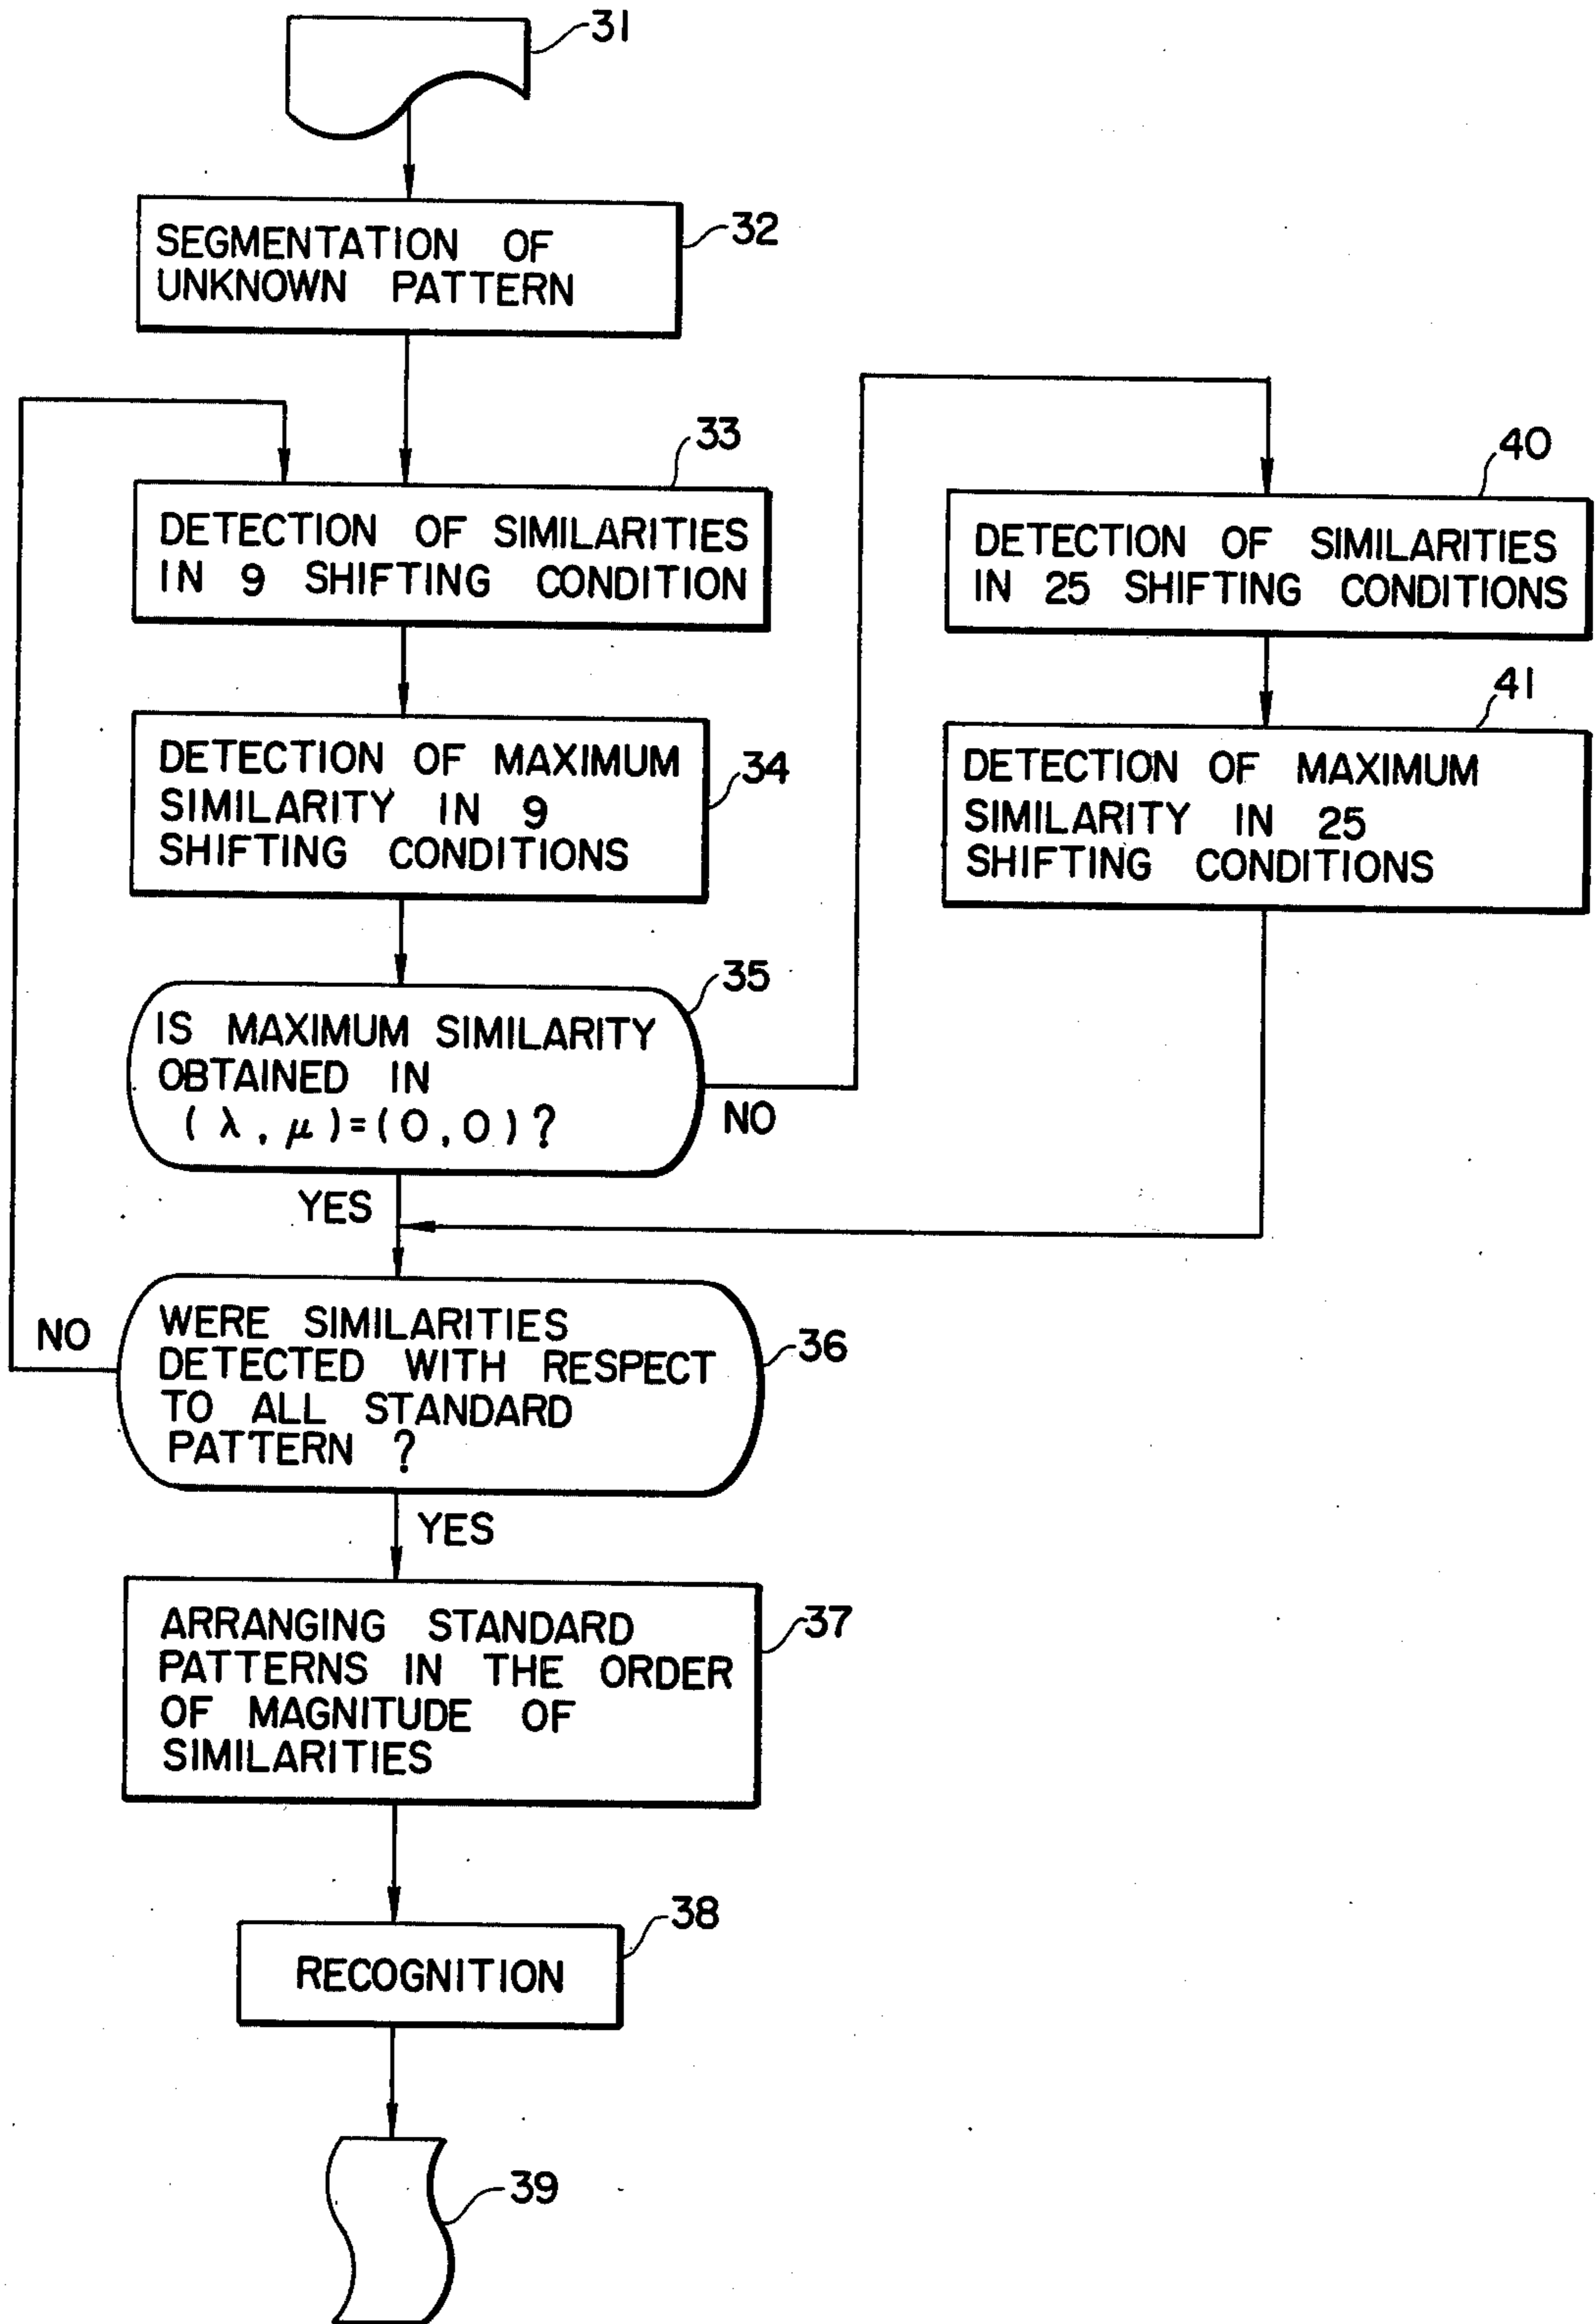 31
SEGMENTATION OF
UNKNOWN PATTERN
32
33
DETECTION OF SIMILARITIES
IN 9 SHIFTING CONDITION
DETECTION OF MAXIMUM
SIMILARITY IN 9
SHIFTING CONDITIONS
34
35
IS MAXIMUM SIMILARITY
OBTAINED IN
(λ, μ)=(0,0)?
NO
YES
40
DETECTION OF SIMILARITIES
IN 25 SHIFTING CONDITIONS
41
DETECTION OF MAXIMUM
SIMILARITY IN 25
SHIFTING CONDITIONS
NO
WERE SIMILARITIES
DETECTED WITH RESPECT
TO ALL STANDARD
PATTERN ?
36
YES
ARRANGING STANDARD
PATTERNS IN THE ORDER
OF MAGNITUDE OF
SIMILARITIES
37
38
RECOGNITION
39